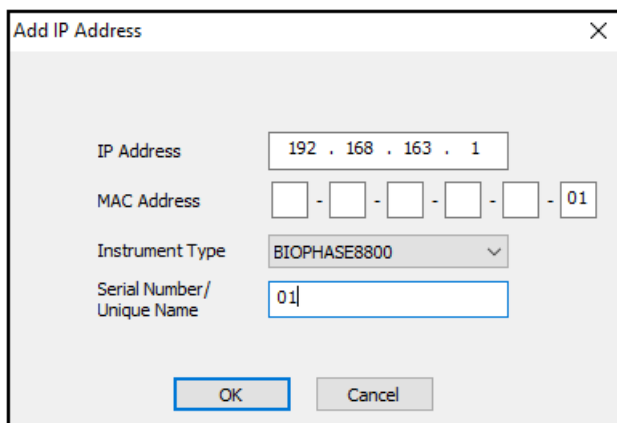 Add IP Address
IP Address 192 . 168 . 163 . 1
MAC Address - - - - - 01
Instrument Type BIOPHASE8800
Serial Number/
Unique Name 01
OK Cancel